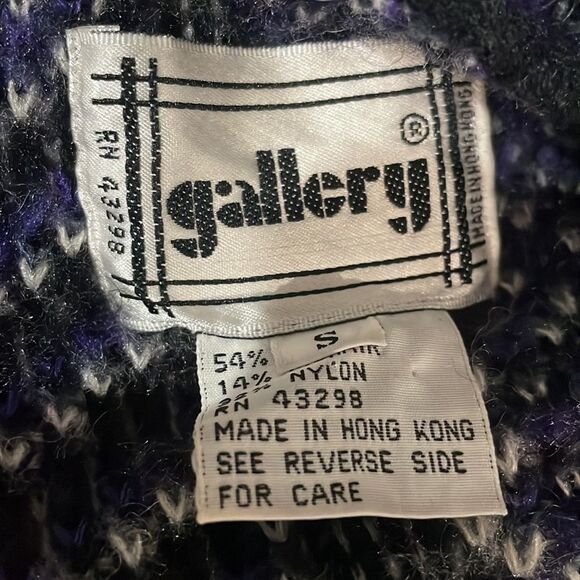 RN 43298
gallery®
MADE IN HONG KONG
S
54%
14% NYLON
RN 43298
MADE IN HONG KONG
SEE REVERSE SIDE
FOR CARE